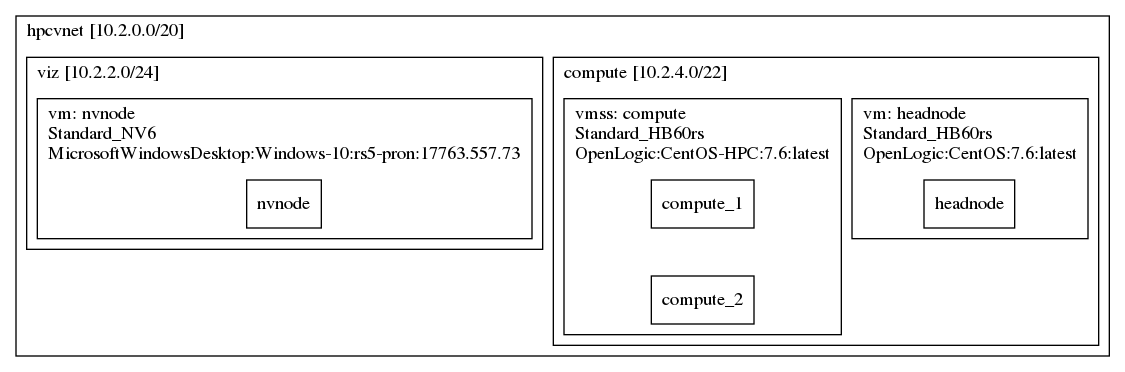 hpcvnet [10.2.0.0/20]
viz [10.2.2.0/24]
vm: nvnode
Standard_NV6
MicrosoftWindowsDesktop:Windows-10:rs5-pron:17763.557.73
nvnode
compute [10.2.4.0/22]
vmss: compute
Standard_HB60rs
OpenLogic:CentOS-HPC:7.6:latest
compute_1
compute_2
vm: headnode
Standard_HB60rs
OpenLogic:CentOS:7.6:latest
headnode